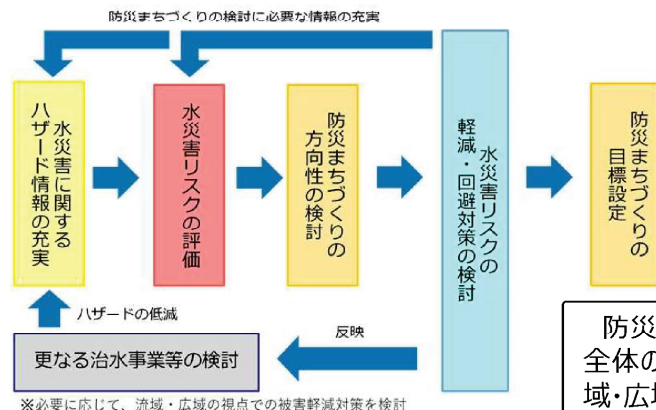 防災まちづくりの検討に必要な情報の充実
水災害に関する
ハザード情報の充実
水災害リスクの評価
防災まちづくりの
方向性の検討
水災害リスクの
軽減・回避対策の検討
防災まちづくりの
目標設定
ハザードの低減
更なる治水事業等の検討
反映
※必要に応じて、流域・広域の視点での被害軽減対策を検討
防災
全体の
域・広域